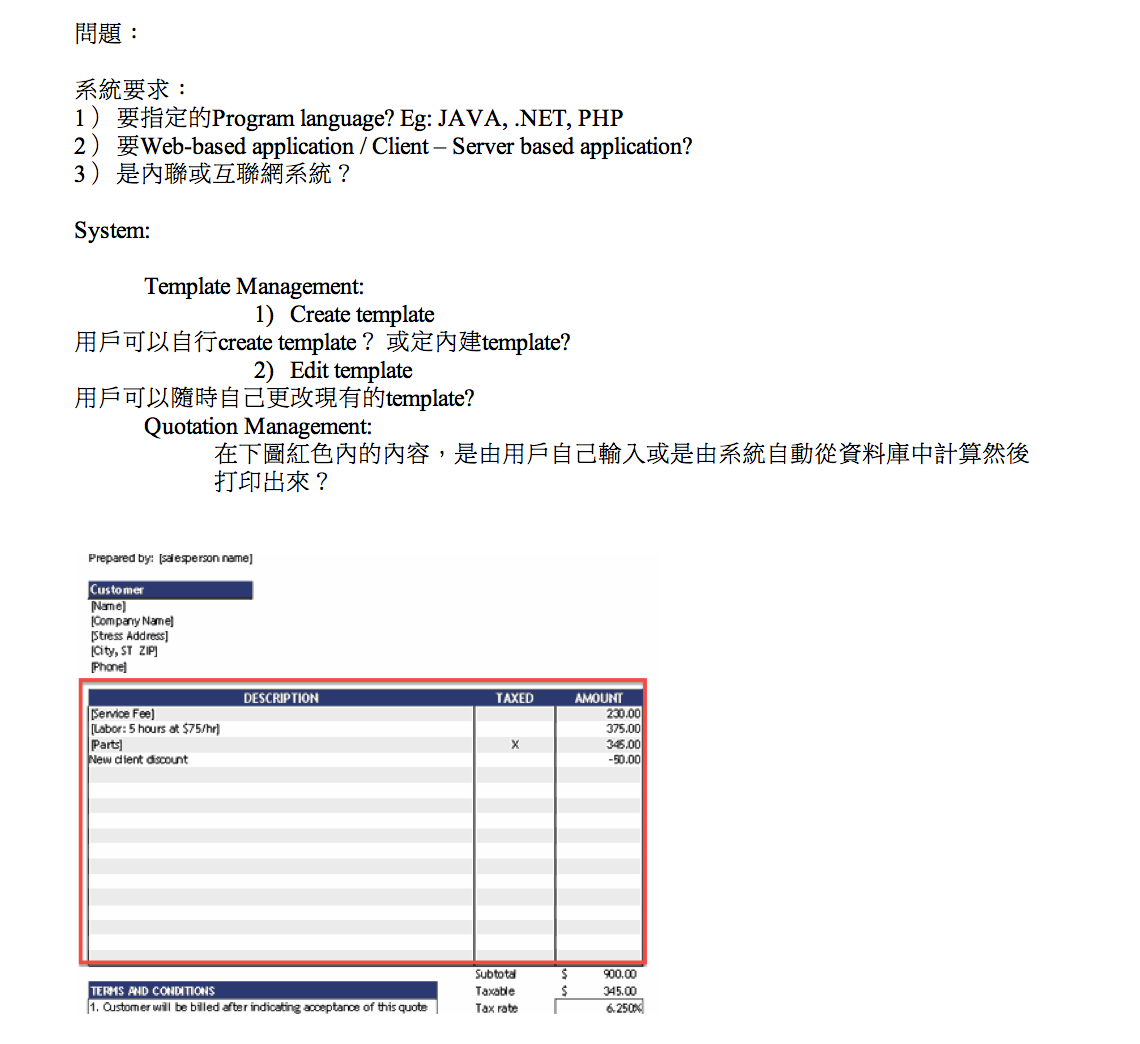 問題：
系統要求：
1） 要指定的Program language? Eg: JAVA, .NET, PHP
2） 要Web-based application / Client – Server based application?
3） 是內聯或互聯網系統？
System:
Template Management:
1) Create template
用戶可以自行create template？ 或定內建template?
2) Edit template
用戶可以隨時自己更改現有的template?
Quotation Management:
在下圖紅色內的內容，是由用戶自己輸入或是由系統自動從資料庫中計算然後
打印出來？
Prepared by: [salesperson name]
Customer
[Name]
[Company Name]
[Stress Address]
[City, ST ZIP]
[Phone]
DESCRIPTION TAXED AMOUNT
[Service Fee] 230.00
[Labor: 5 hours at $75/hr] 375.00
[Parts] X 345.00
New client discount -50.00
Subtotal $ 900.00
TERMS AND CONDITIONS Taxable $ 345.00
1. Customer will be billed after indicating acceptance of this quote Tax rate 6.250%